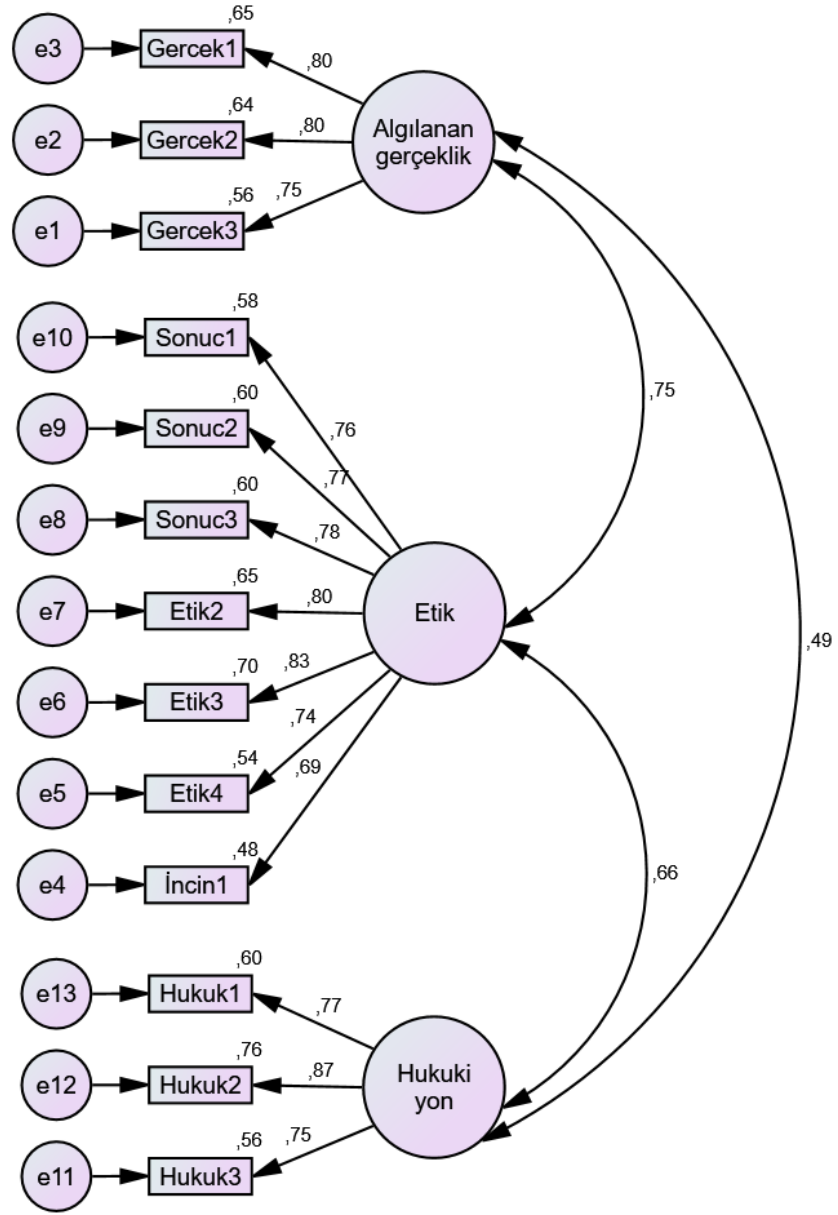 ,65
e3
Gercek1
,80
,64
e2
Gercek2
,80
Algılanan
gerçeklik
,56
e1
Gercek3
,75
,58
e10
Sonuc1
,76
,60
e9
Sonuc2
,77
,60
e8
Sonuc3
,78
,65
e7
Etik2
,80
Etik
,70
e6
Etik3
,83
,54
e5
Etik4
,74
,48
e4
İncin1
,69
,75
,49
,66
,60
e13
Hukuk1
,77
,76
e12
Hukuk2
,87
Hukuki
yon
,56
e11
Hukuk3
,75